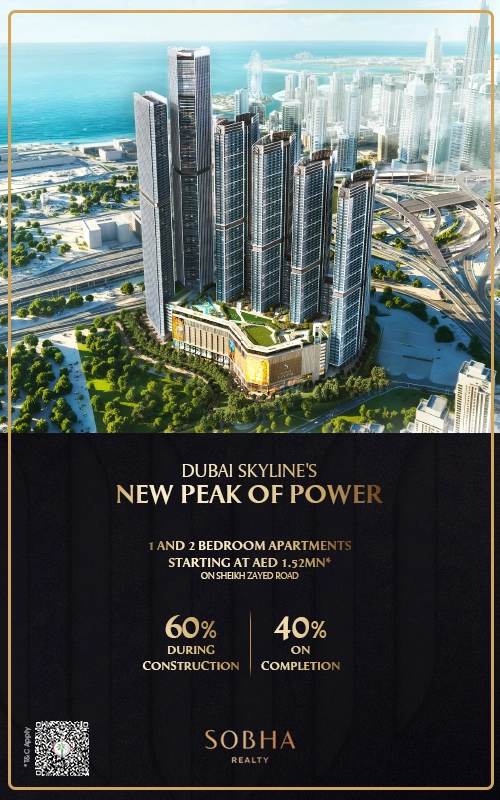 DUBAI SKYLINE'S
NEW PEAK OF POWER
1 AND 2 BEDROOM APARTMENTS
STARTING AT AED 1.52MN*
ON SHEIKH ZAYED ROAD
60%
DURING
CONSTRUCTION
40%
ON
COMPLETION
*T&C Apply
SOBHA
REALTY